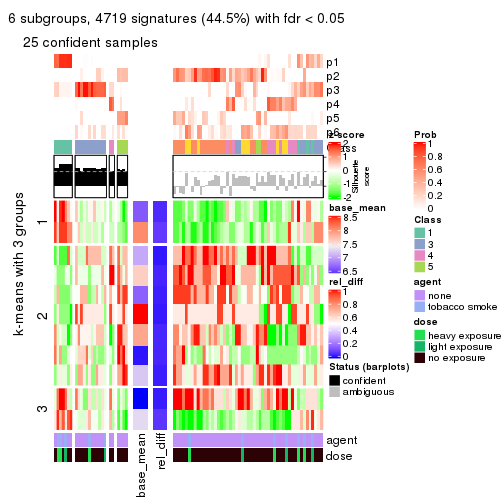 6 subgroups, 4719 signatures (44.5%) with fdr < 0.05
25 confident samples
p1
p2
p3
p4
p5
p6
z-score
Class
2
1
0
-1
-2
Silhouette
score
base_mean
8.5
7.5
6.5
rel_diff
1
0.8
0.6
0.4
0.2
0
Status (barplots)
confident
ambiguous
Prob
1
0.8
0.6
0.4
0.2
0
Class
1
3
4
5
agent
none
tobacco smoke
dose
heavy exposure
light exposure
no exposure
k-means with 3 groups
1
2
3
agent
dose
base_mean
rel_diff